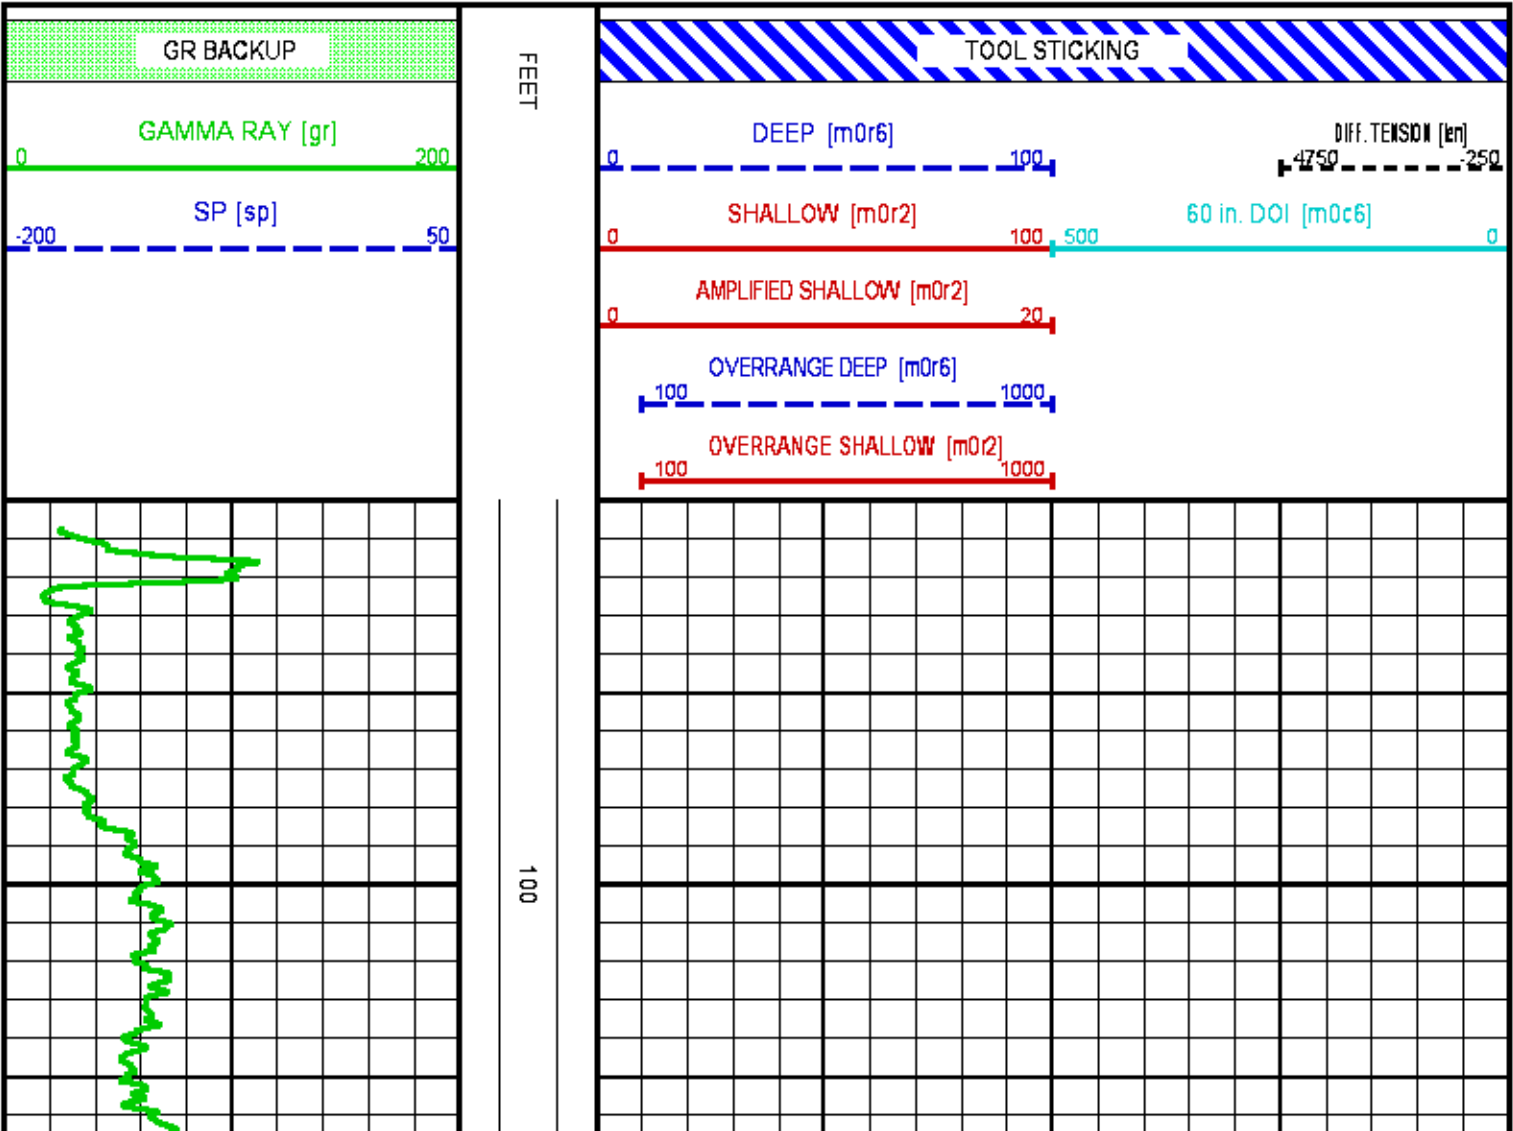 GR BACKUP
FEET
TOOL STICKING
GAMMA RAY [gr]
0 200
SP [sp]
-200 50
DEEP [m0r6]
0 100
DIFF. TENSION [ten]
4750 -250
SHALLOW [m0r2]
0 100
60 in. DOI [m0c6]
500 0
AMPLIFIED SHALLOW [m0r2]
0 20
OVERRANGE DEEP [m0r6]
100 1000
OVERRANGE SHALLOW [m0r2]
100 1000
100